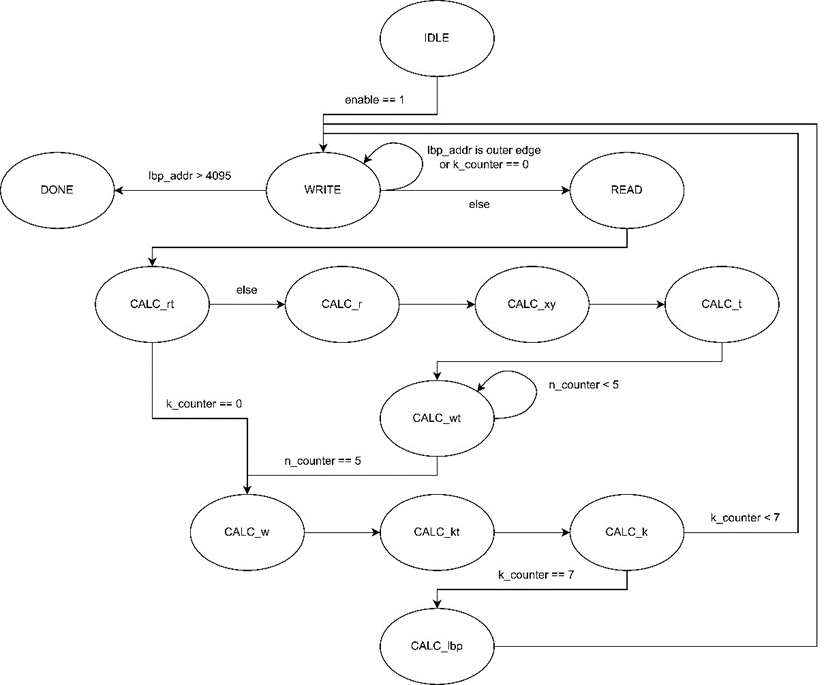 IDLE
enable == 1
lbp_addr is outer edge
or k_counter == 0
DONE
lbp_addr > 4095
WRITE
else
READ
CALC_rt
else
CALC_r
CALC_xy
CALC_t
k_counter == 0
CALC_wt
n_counter < 5
n_counter == 5
CALC_w
CALC_kt
CALC_k
k_counter < 7
k_counter == 7
CALC_lbp